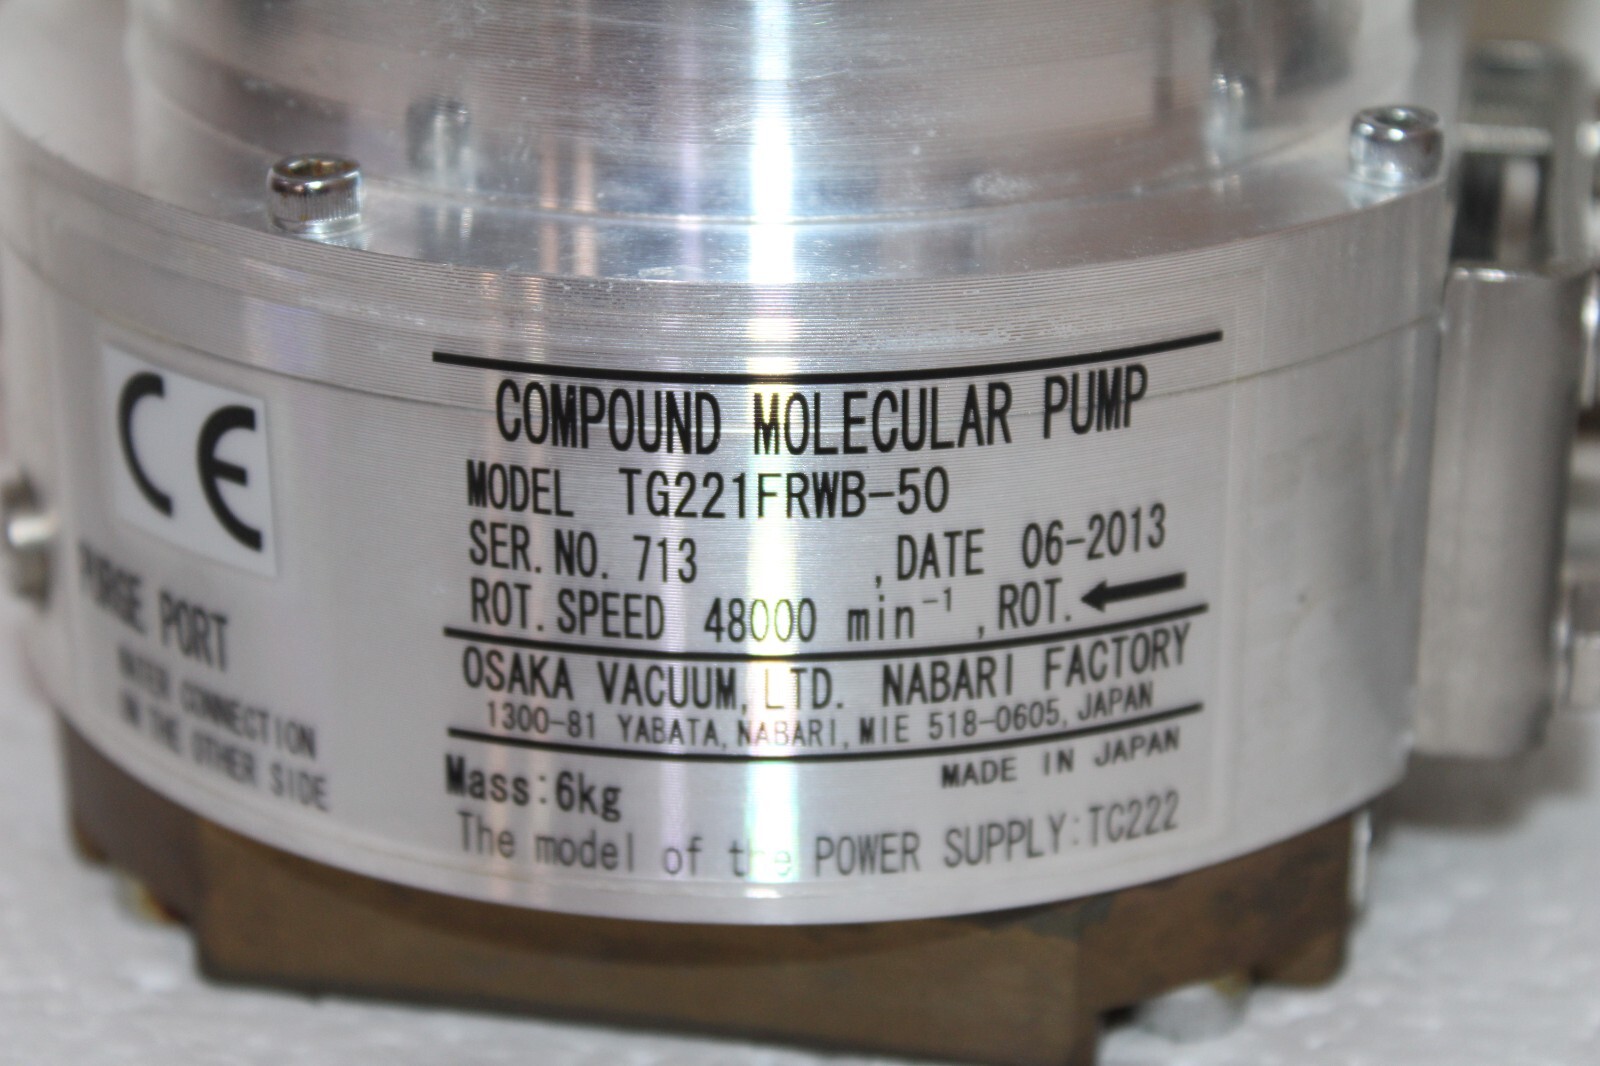 CE
PURGE PORT
WATER CONNECTION
IN THE OTHER SIDE
COMPOUND MOLECULAR PUMP
MODEL TG221FRWB-50
SER. NO. 713 , DATE 06-2013
ROT. SPEED 48000 min⁻¹ , ROT. ←
OSAKA VACUUM, LTD. NABARI FACTORY
1300-81 YABATA, NABARI, MIE 518-0605, JAPAN
Mass:6kg MADE IN JAPAN
The model of the POWER SUPPLY:TC222